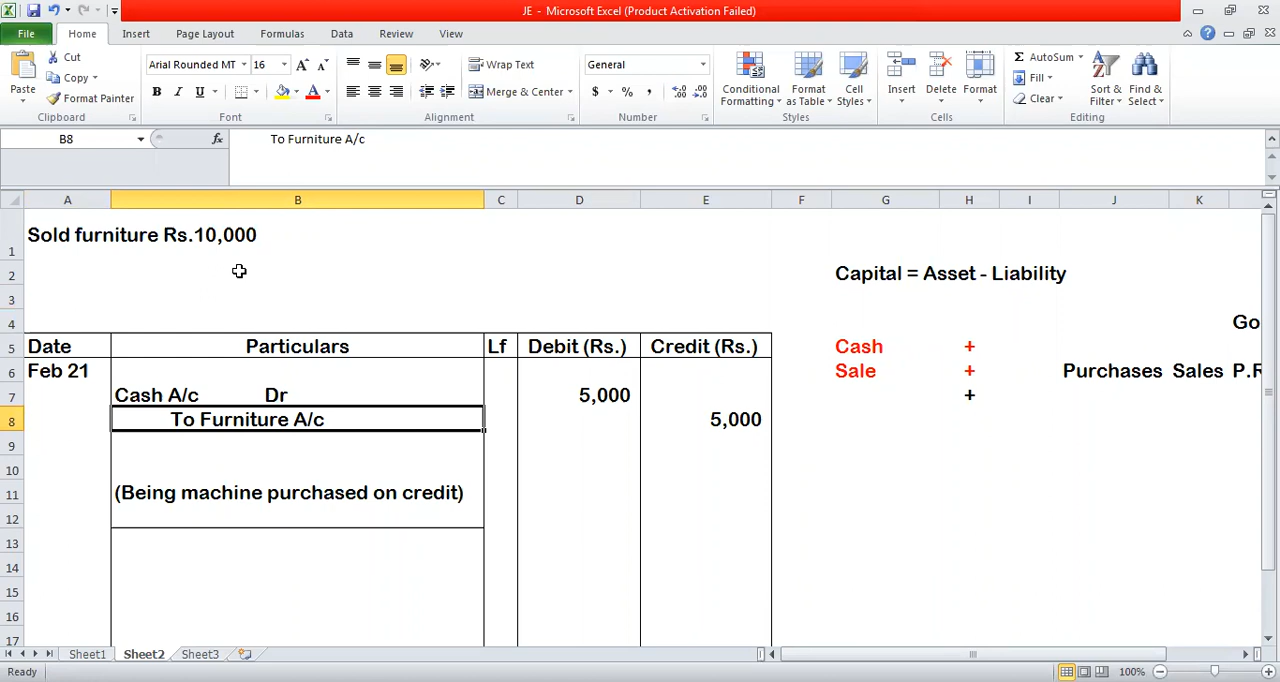 JE - Microsoft Excel (Product Activation Failed)
File Home Insert Page Layout Formulas Data Review View
Paste
Cut
Copy
Format Painter
Clipboard
Arial Rounded MT 16
B I U
Font
Wrap Text
Merge & Center
Alignment
General
$ % ,
Number
Conditional Formatting
Format as Table
Cell Styles
Styles
Insert Delete Format
Cells
AutoSum
Fill
Clear
Sort & Filter
Find & Select
Editing
B8 fx To Furniture A/c
A B C D E F G H I J K
1 Sold furniture Rs.10,000
2 Capital = Asset - Liability
3
4 Go
5 Date Particulars Lf Debit (Rs.) Credit (Rs.) Cash +
6 Feb 21 Sale + Purchases Sales P.R
7 Cash A/c Dr 5,000 +
8 To Furniture A/c 5,000
9
10
11 (Being machine purchased on credit)
12
13
14
15
16
17
Sheet1 Sheet2 Sheet3
Ready 100%